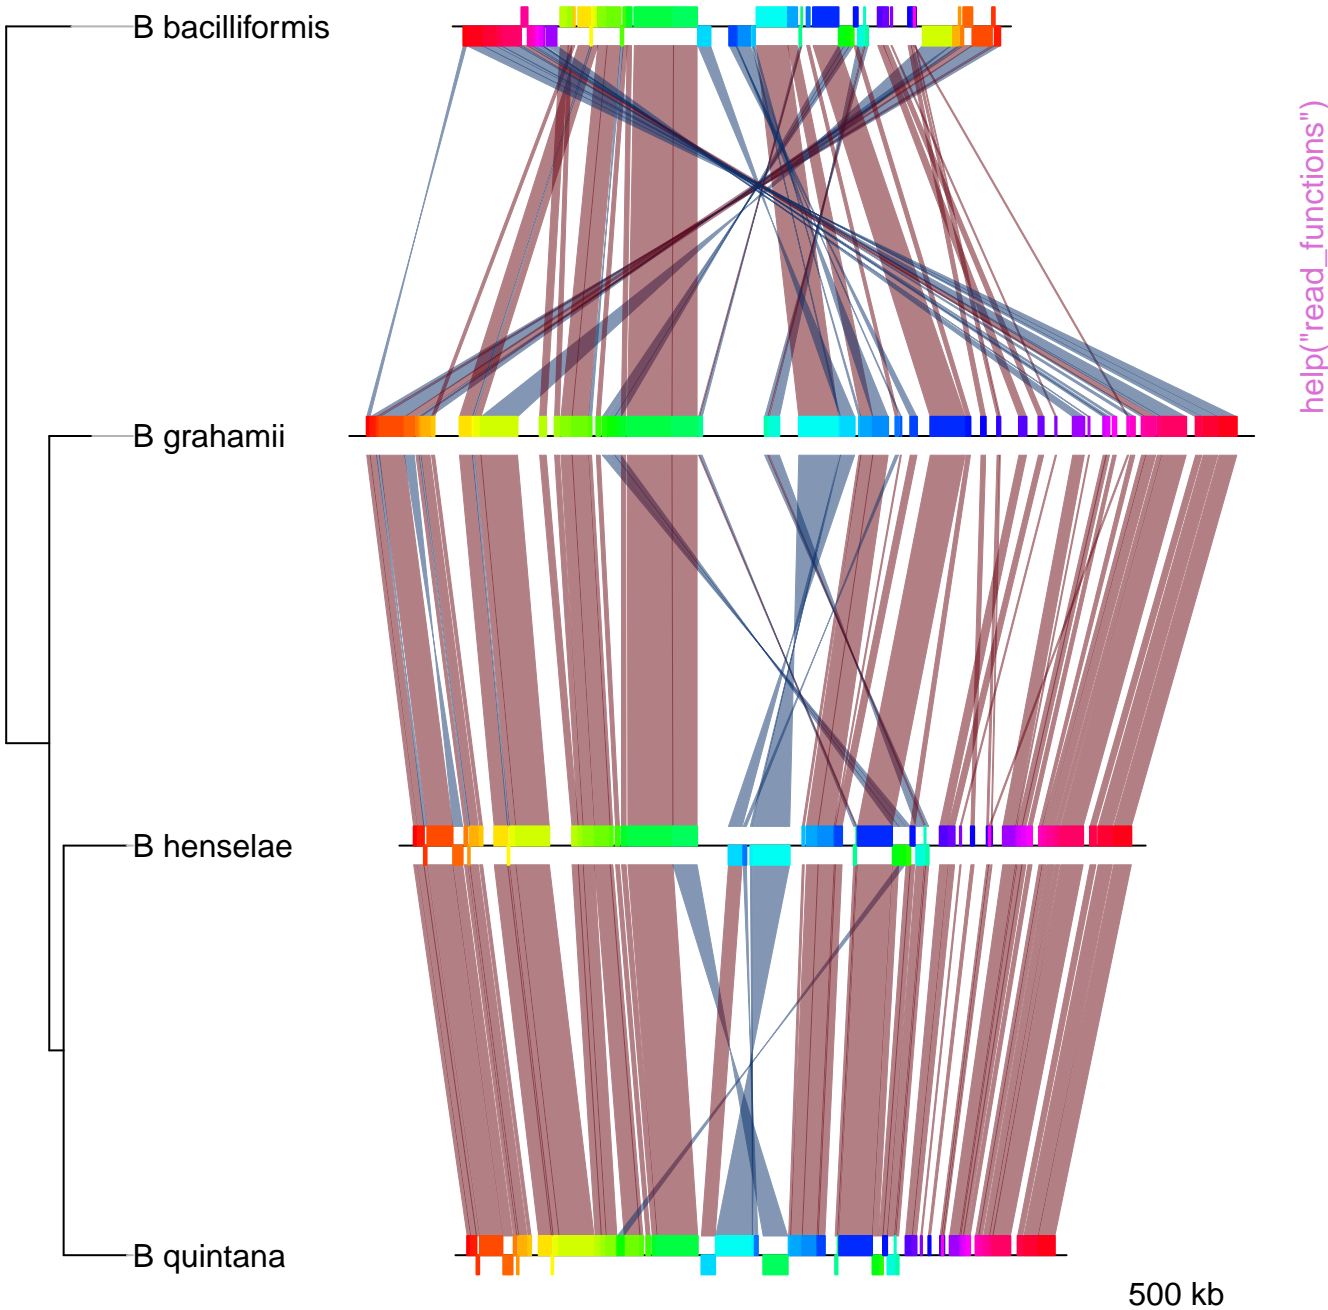 B bacilliformis
help("read_functions")
B grahamii
B henselae
B quintana
500 kb